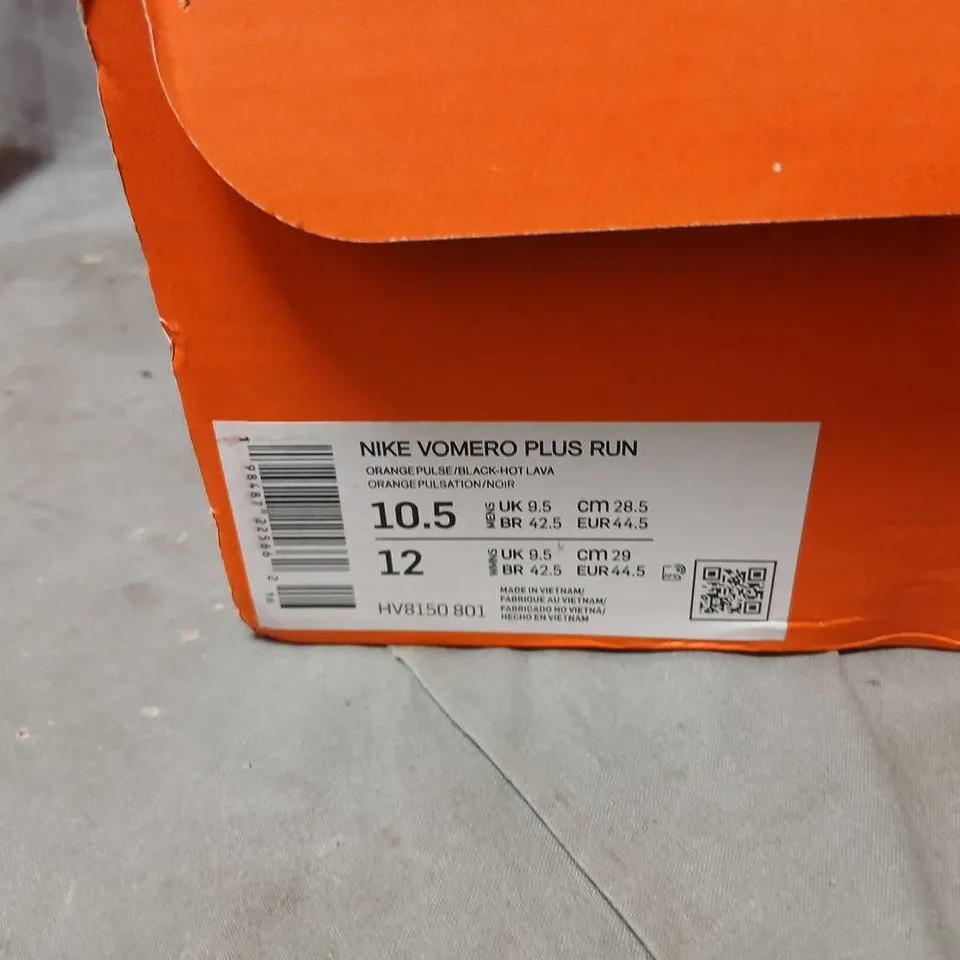 NIKE VOMERO PLUS RUN
ORANGE PULSE/BLACK-HOT LAVA
ORANGE PULSATION/NOIR
10.5 MENS UK 9.5 cm 28.5
BR 42.5 EUR 44.5
12 WMNS UK 9.5 cm 29
BR 42.5 EUR 44.5
HV8150 801
MADE IN VIETNAM/
FABRIQUE AU VIETNAM/
FABRICADO NO VIETNÃ/
HECHO EN VIETNAM